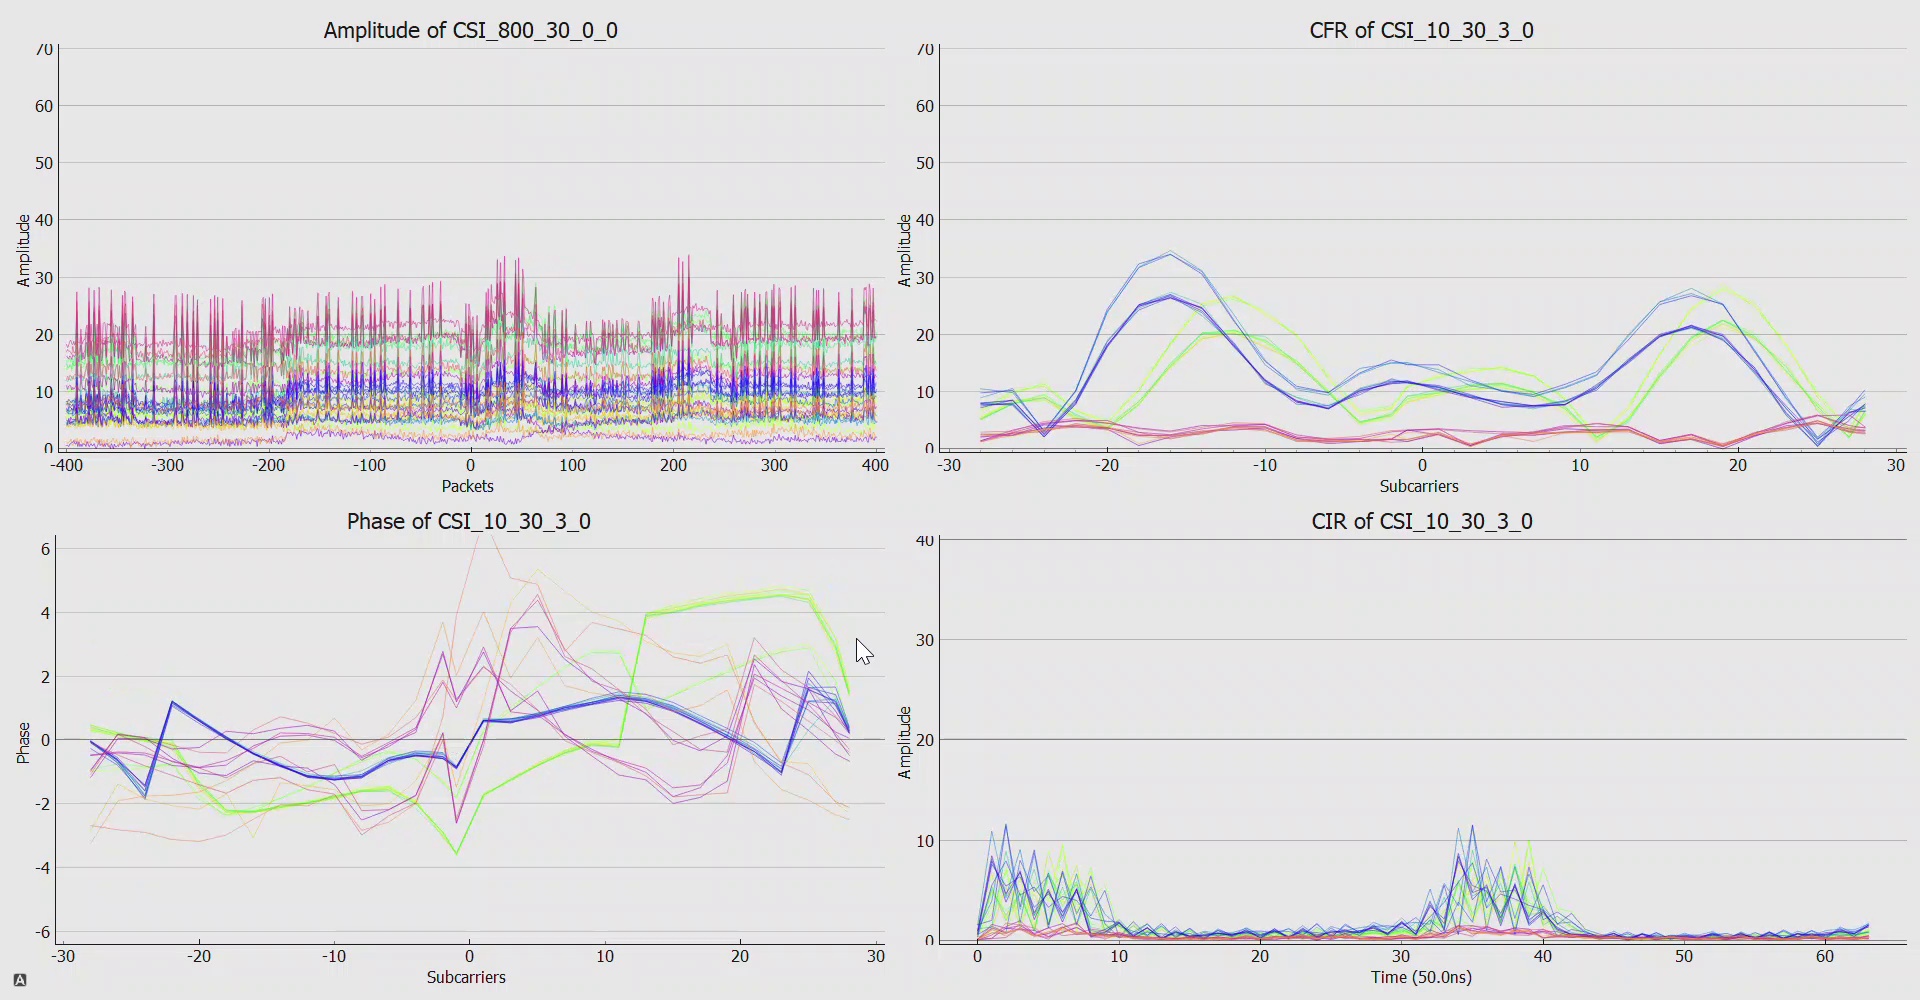 Amplitude of CSI_800_30_0_0
70
60
50
40
30
20
10
0
Amplitude
-400 -300 -200 -100 0 100 200 300 400
Packets
CFR of CSI_10_30_3_0
70
60
50
40
30
20
10
0
Amplitude
-30 -20 -10 0 10 20 30
Subcarriers
Phase of CSI_10_30_3_0
6
4
2
0
-2
-4
-6
Phase
-30 -20 -10 0 10 20 30
Subcarriers
A
CIR of CSI_10_30_3_0
40
30
20
10
0
Amplitude
0 10 20 30 40 50 60
Time (50.0ns)